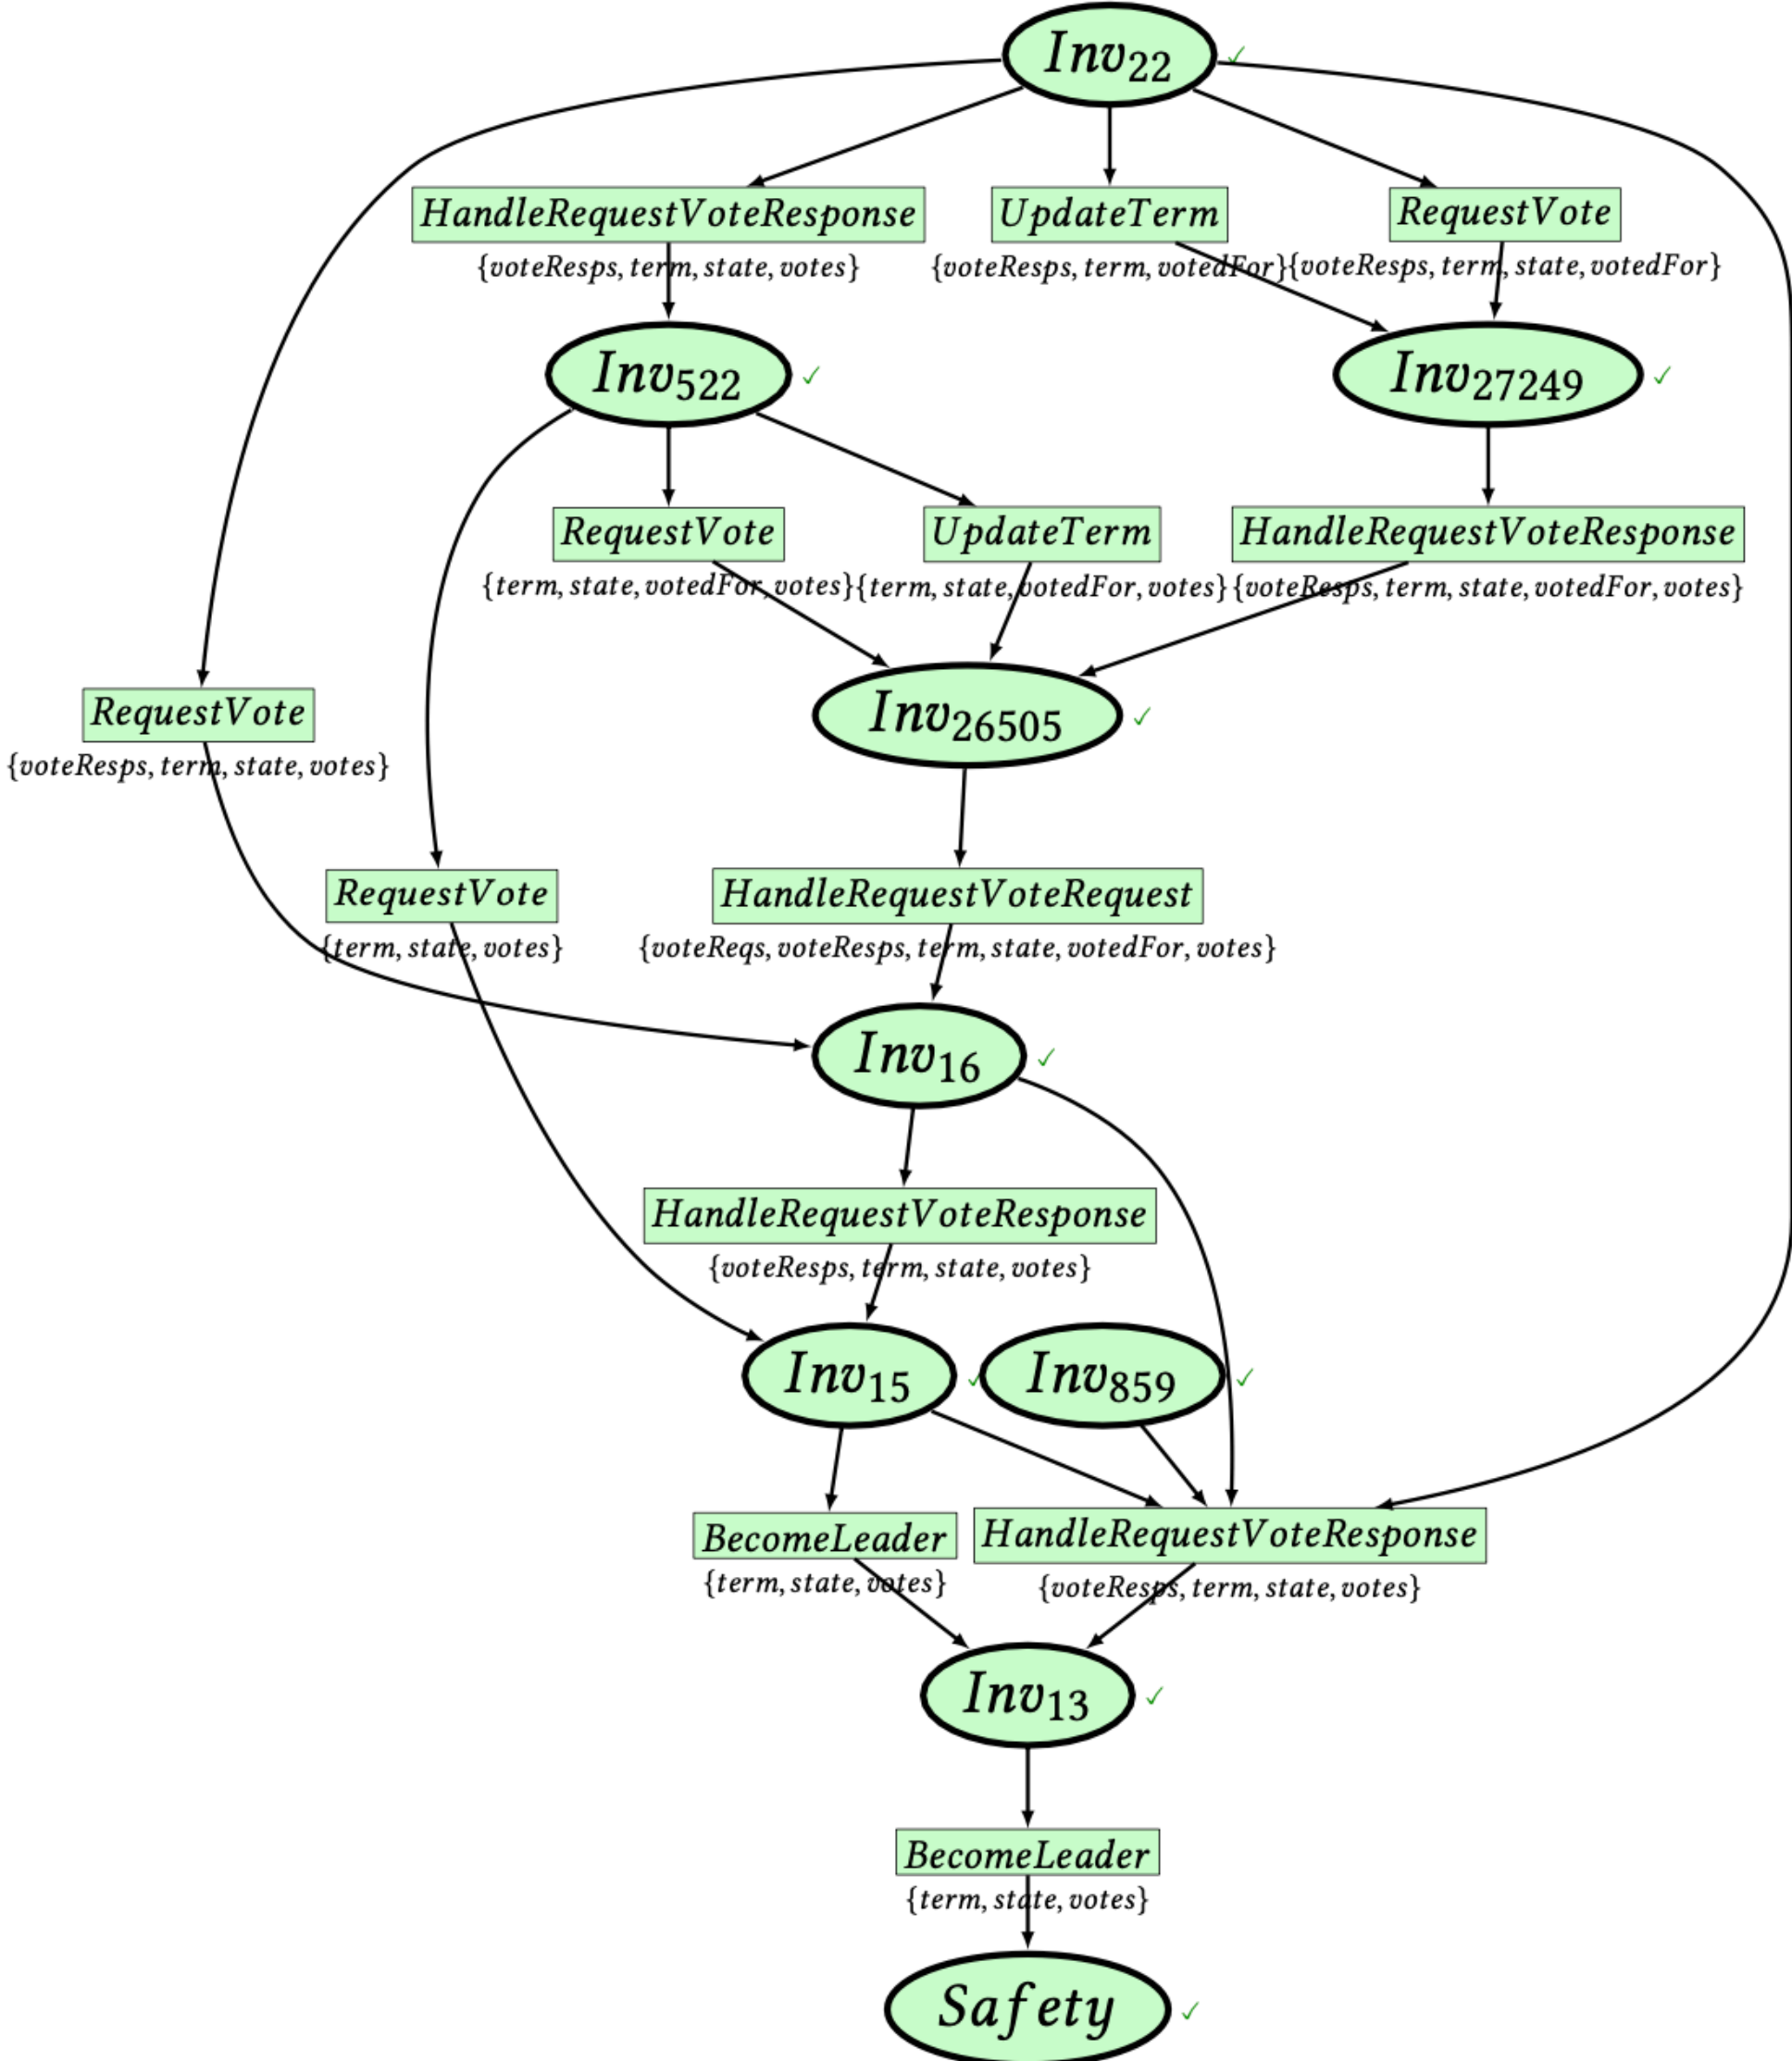 Inv22 ✓
HandleRequestVoteResponse
UpdateTerm
RequestVote
{voteResps, term, state, votes}
{voteResps, term, votedFor}
{voteResps, term, state, votedFor}
Inv522 ✓
Inv27249 ✓
RequestVote
UpdateTerm
HandleRequestVoteResponse
{term, state, votedFor, votes}
{term, state, votedFor, votes}
{voteResps, term, state, votedFor, votes}
RequestVote
Inv26505 ✓
{voteResps, term, state, votes}
RequestVote
HandleRequestVoteRequest
{term, state, votes}
{voteReqs, voteResps, term, state, votedFor, votes}
Inv16 ✓
HandleRequestVoteResponse
{voteResps, term, state, votes}
Inv15 ✓
Inv859 ✓
BecomeLeader
HandleRequestVoteResponse
{term, state, votes}
{voteResps, term, state, votes}
Inv13 ✓
BecomeLeader
{term, state, votes}
Safety ✓